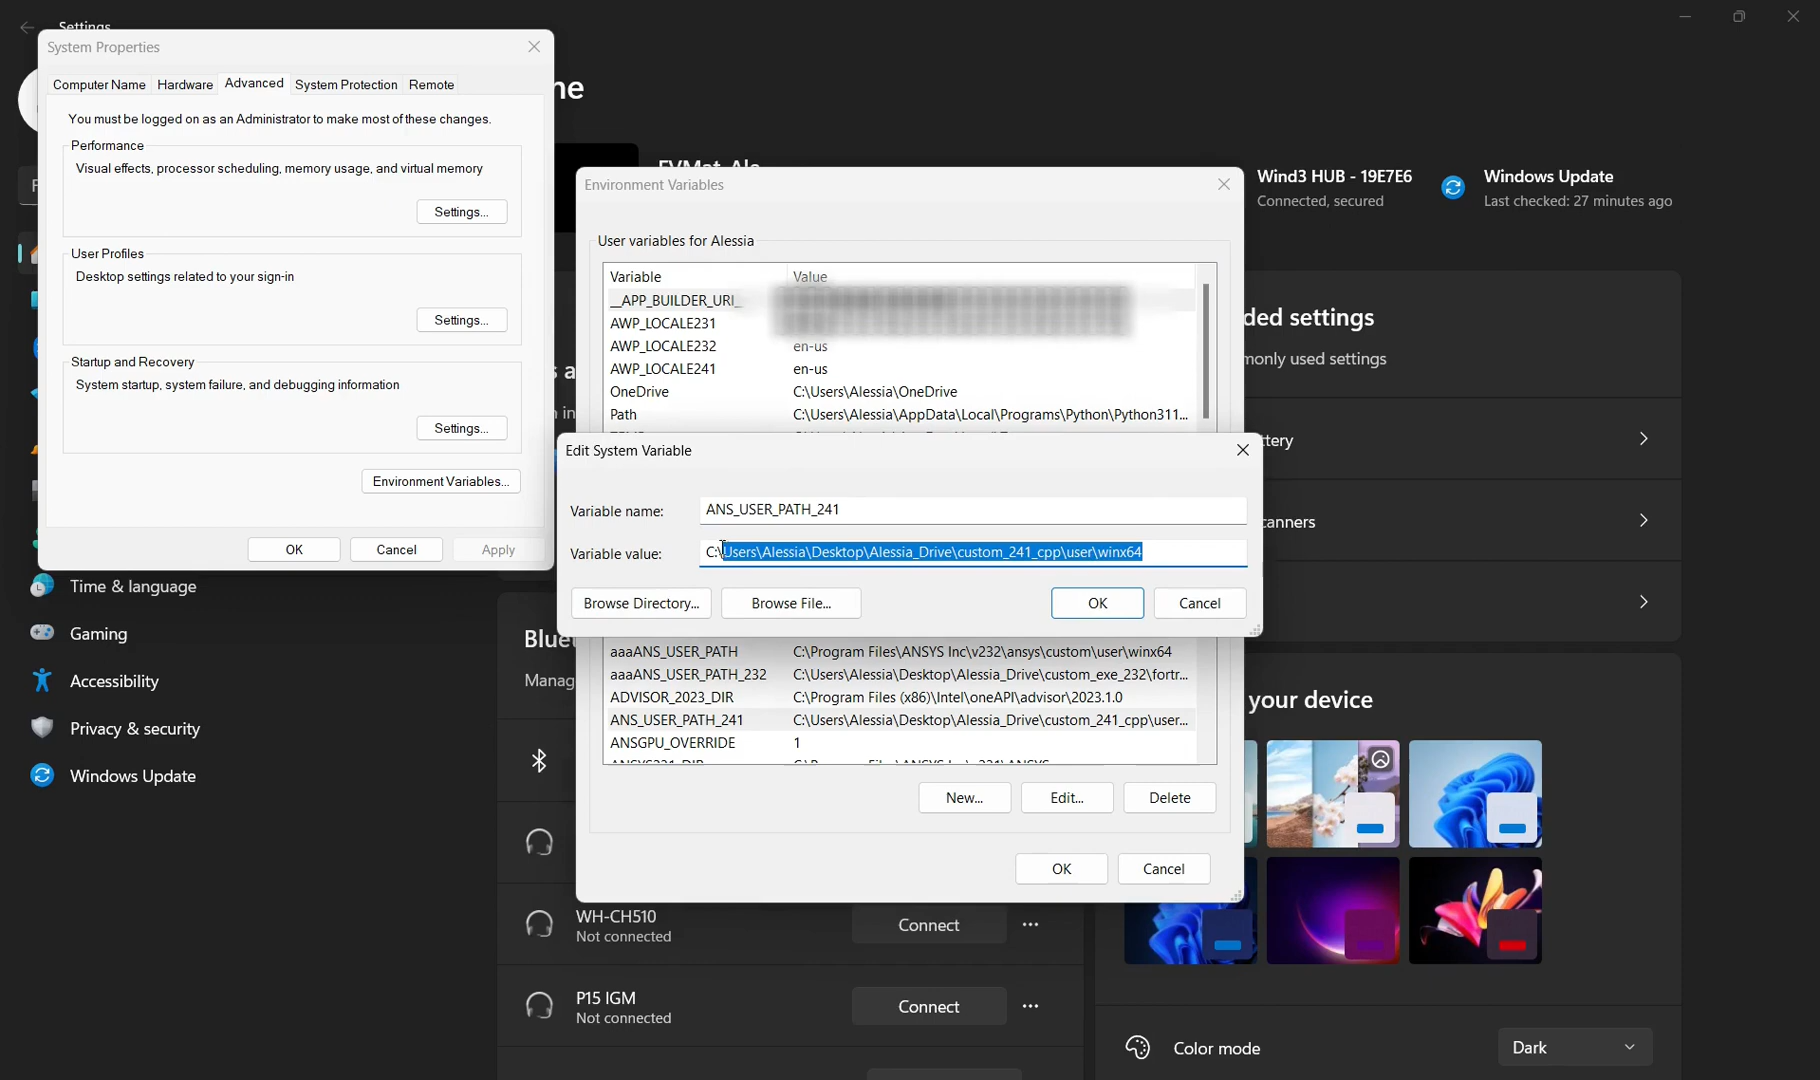 Settings
System Properties
Computer Name Hardware Advanced System Protection Remote
You must be logged on as an Administrator to make most of these changes.
Performance
Visual effects, processor scheduling, memory usage, and virtual memory
Settings...
User Profiles
Desktop settings related to your sign-in
Settings...
Startup and Recovery
System startup, system failure, and debugging information
Settings...
Environment Variables...
OK Cancel Apply
Time & language
Gaming
Accessibility
Privacy & security
Windows Update
Environment Variables
User variables for Alessia
Variable Value
AWP_LOCALE231
AWP_LOCALE232 en-us
AWP_LOCALE241 en-us
OneDrive C:\Users\Alessia\OneDrive
Path C:\Users\Alessia\AppData\Local\Programs\Python\Python311...
Edit System Variable
Variable name: ANS_USER_PATH_241
Variable value: C:\Users\Alessia\Desktop\Alessia_Drive\custom_241_cpp\user\winx64
Browse Directory... Browse File... OK Cancel
aaaANS_USER_PATH C:\Program Files\ANSYS Inc\v232\ansys\custom\user\winx64
aaaANS_USER_PATH_232 C:\Users\Alessia\Desktop\Alessia_Drive\custom_exe_232\fortr...
ADVISOR_2023_DIR C:\Program Files (x86)\Intel\oneAPI\advisor\2023.1.0
ANS_USER_PATH_241 C:\Users\Alessia\Desktop\Alessia_Drive\custom_241_cpp\user...
ANSGPU_OVERRIDE 1
New... Edit... Delete
OK Cancel
WH-CH510
Not connected
Connect
P15 IGM
Not connected
Connect
Wind3 HUB - 19E7E6
Connected, secured
Windows Update
Last checked: 27 minutes ago
ded settings
monly used settings
ttery
canners
your device
Color mode
Dark